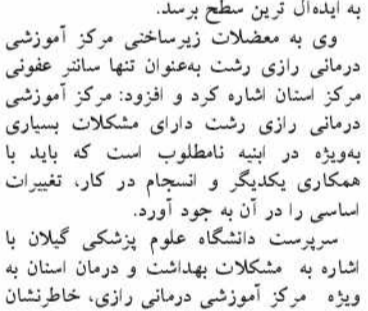 به ایده‌آل ترین سطح برسد.
وی به معضلات زیرساختی مرکز آموزشی
درمانی رازی رشت به‌عنوان تنها سانتر عفونی
مرکز استان اشاره کرد و افزود: مرکز آموزشی
درمانی رازی رشت دارای مشکلات بسیاری
به‌ویژه در ابنیه نامطلوب است که باید با
همکاری یکدیگر و انسجام در کار، تغییرات
اساسی را در آن به جود آورد.
سرپرست دانشگاه علوم پزشکی گیلان با
اشاره به مشکلات بهداشت و درمان استان به
ویژه مرکز آموزشی درمانی رازی، خاطرنشان